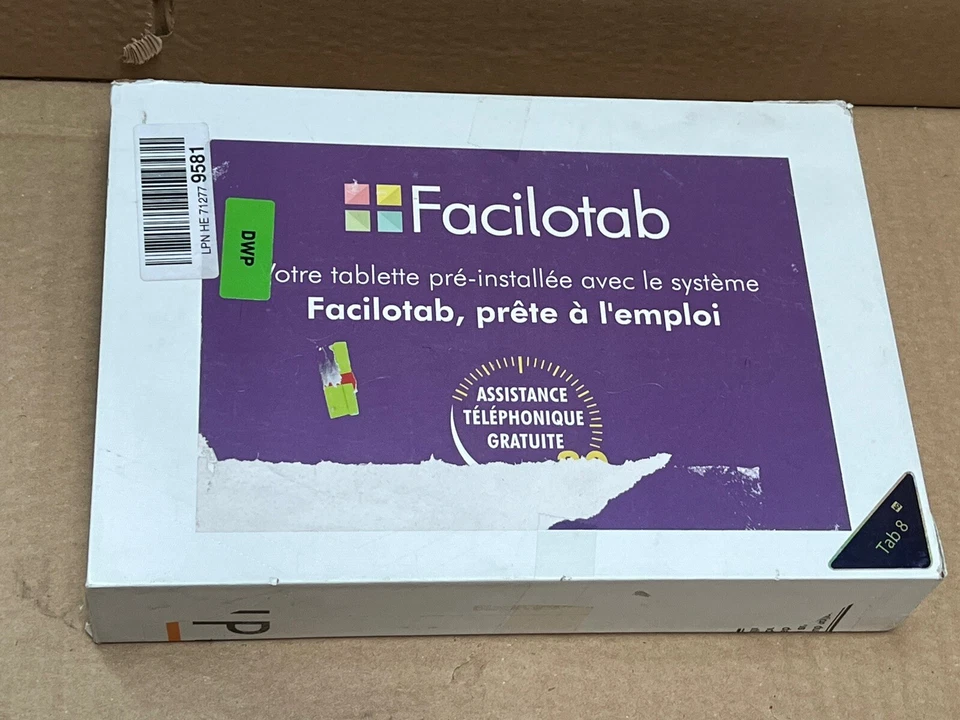 LPN HE 71277 9581
DWP
Facilotab
otre tablette pré-installée avec le système
Facilotab, prête à l'emploi
ASSISTANCE
TÉLÉPHONIQUE
GRATUITE
Tab 8